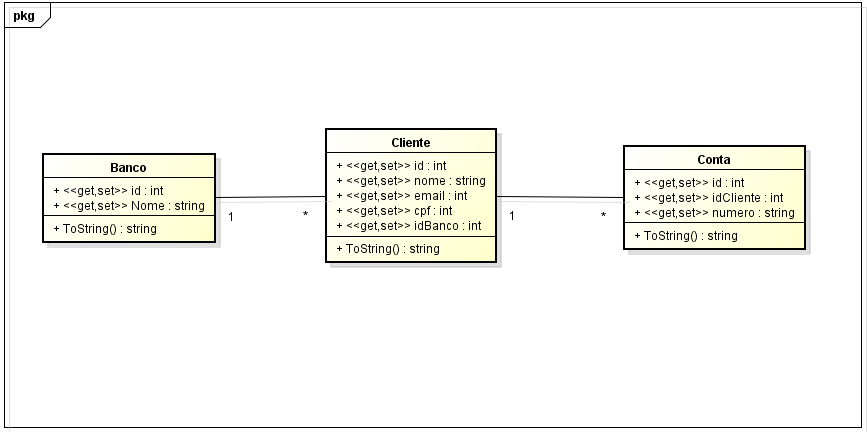 pkg
Banco
+ <<get,set>> id : int
+ <<get,set>> Nome : string
+ ToString() : string
1
*
Cliente
+ <<get,set>> id : int
+ <<get,set>> nome : string
+ <<get,set>> email : int
+ <<get,set>> cpf : int
+ <<get,set>> idBanco : int
+ ToString() : string
1
*
Conta
+ <<get,set>> id : int
+ <<get,set>> idCliente : int
+ <<get,set>> numero : string
+ ToString() : string